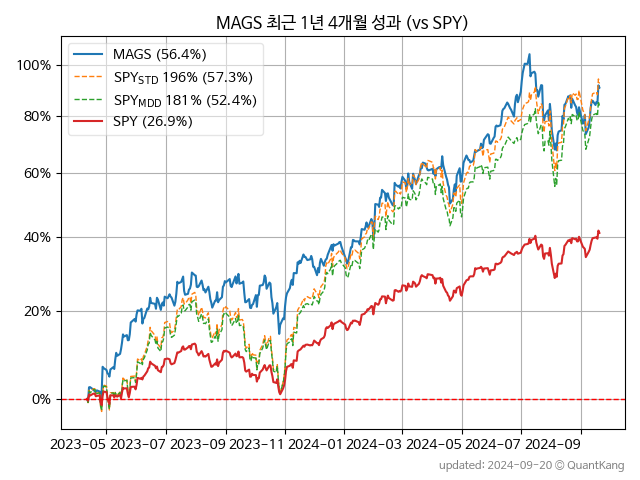 MAGS 최근 1년 4개월 성과 (vs SPY)
MAGS (56.4%)
SPY_STD 196% (57.3%)
SPY_MDD 181% (52.4%)
SPY (26.9%)
100%
80%
60%
40%
20%
0%
2023-05 2023-07 2023-09 2023-11 2024-01 2024-03 2024-05 2024-07 2024-09
updated: 2024-09-20 © QuantKang